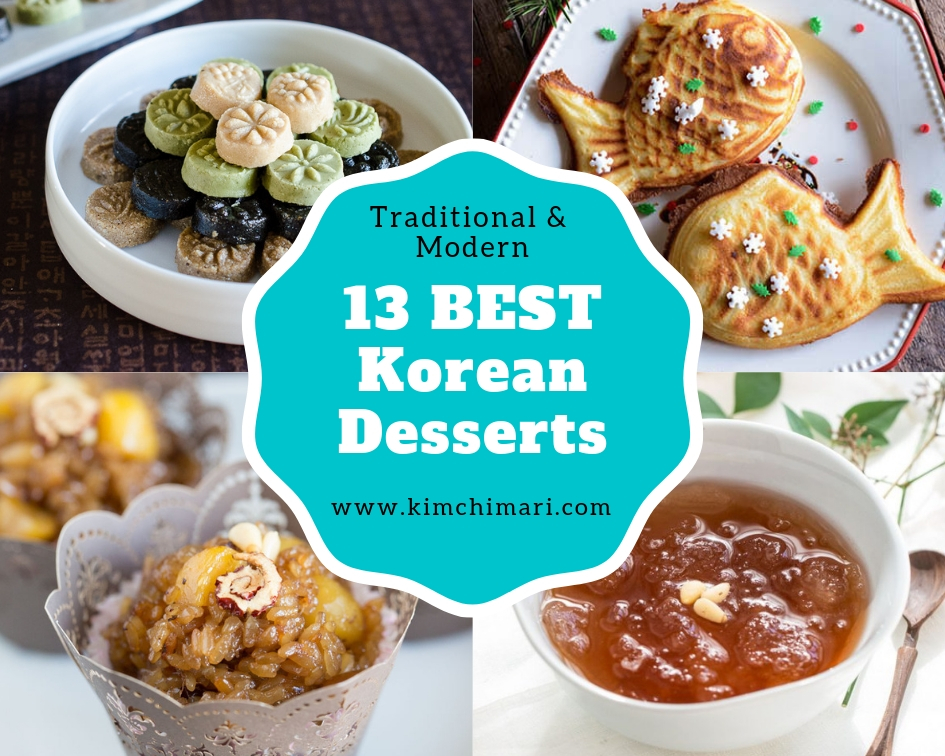 Traditional &
Modern
13 BEST
Korean
Desserts
www.kimchimari.com